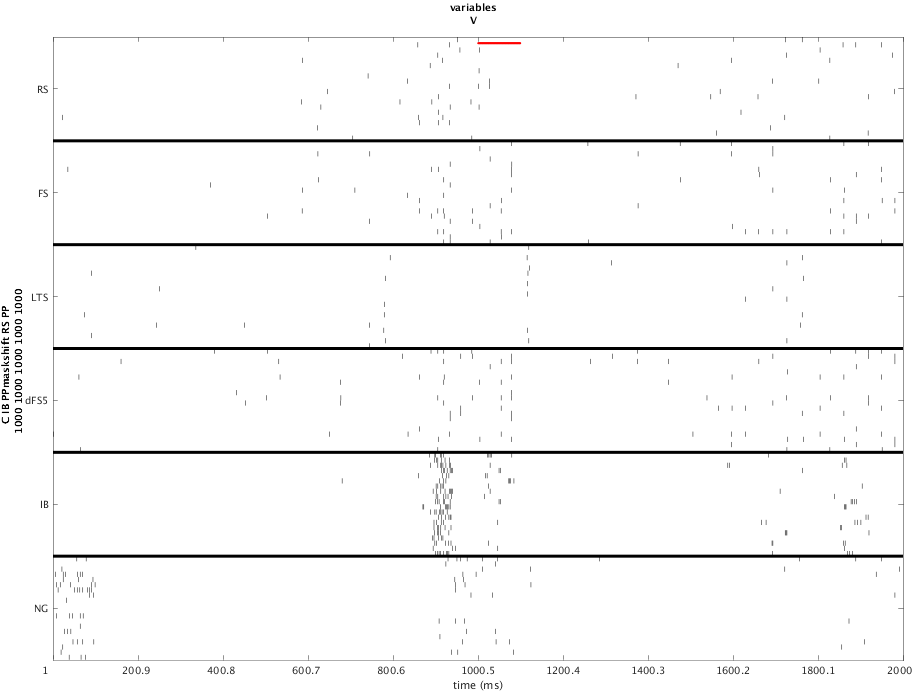 variables
V
C IB PPmaskshift RS PP
1000 1000 1000 1000 1000
RS
FS
LTS
dFS5
IB
NG
1 200.9 400.8 600.7 800.6 1000.5 1200.4 1400.3 1600.2 1800.1 2000
time (ms)